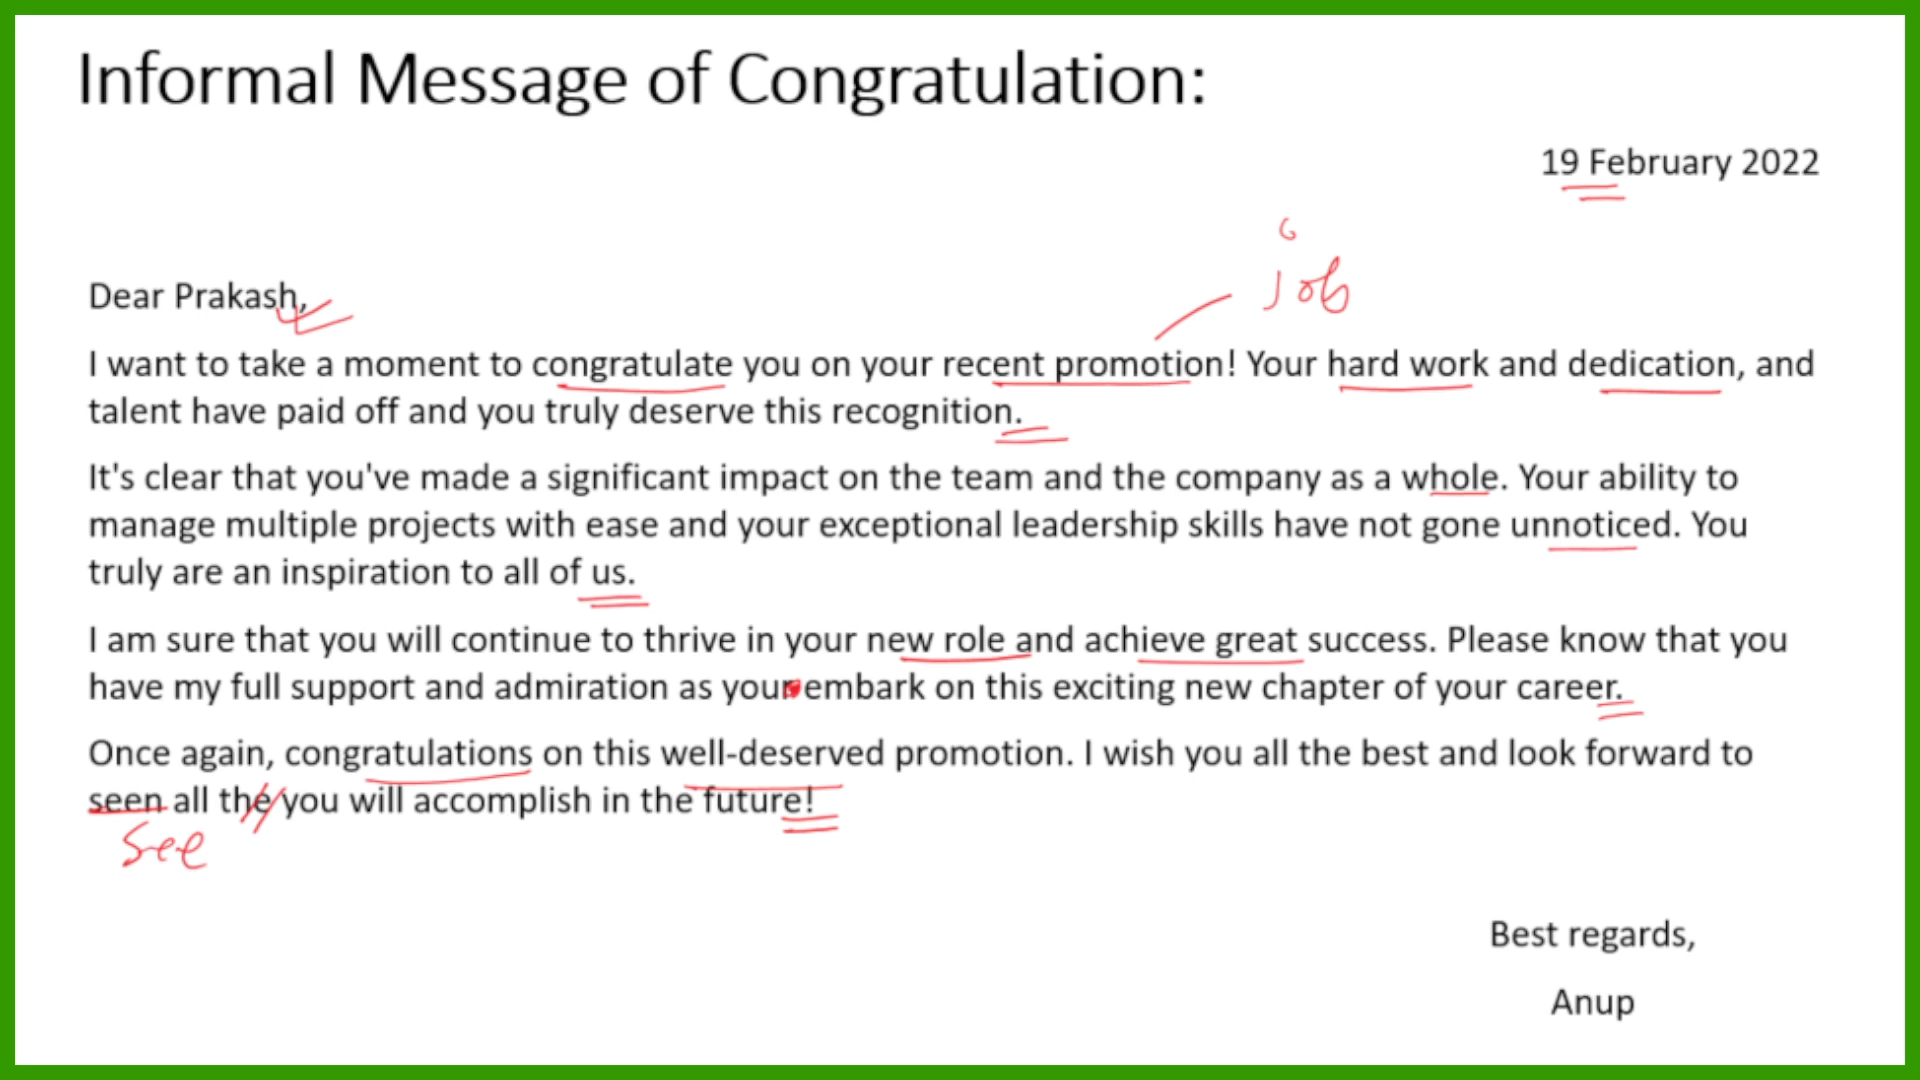 Informal Message of Congratulation:
19 February 2022
G
Job
Dear Prakash,
I want to take a moment to congratulate you on your recent promotion! Your hard work and dedication, and
talent have paid off and you truly deserve this recognition.
It's clear that you've made a significant impact on the team and the company as a whole. Your ability to
manage multiple projects with ease and your exceptional leadership skills have not gone unnoticed. You
truly are an inspiration to all of us.
I am sure that you will continue to thrive in your new role and achieve great success. Please know that you
have my full support and admiration as your embark on this exciting new chapter of your career.
Once again, congratulations on this well-deserved promotion. I wish you all the best and look forward to
seen all the you will accomplish in the future!
See
Best regards,
Anup